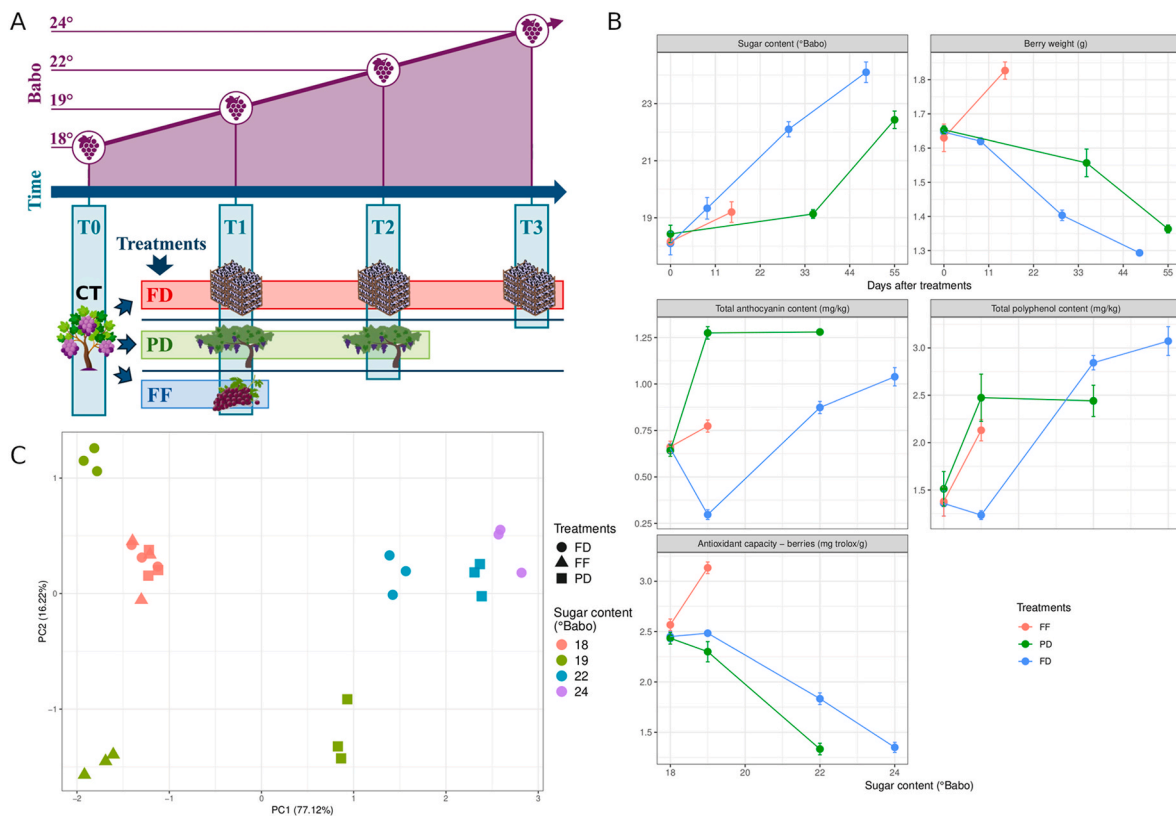 A
24°
22°
19°
18°
Babo
Time
T0
T1
T2
T3
Treatments
CT
FD
PD
FF
B
Sugar content (°Babo)
Berry weight (g)
23
21
19
1.8
1.7
1.6
1.5
1.4
1.3
0 11 22 33 44 55
0 11 22 33 44 55
Days after treatments
Total anthocyanin content (mg/kg)
Total polyphenol content (mg/kg)
1.25
1.00
0.75
0.50
0.25
3.0
2.5
2.0
1.5
Antioxidant capacity – berries (mg trolox/g)
3.0
2.5
2.0
1.5
18 20 22 24
Sugar content (°Babo)
Treatments
FF
PD
FD
C
PC2 (16.22%)
1
0
−1
−2 −1 0 1 2 3
PC1 (77.12%)
Treatments
FD
FF
PD
Sugar content
(°Babo)
18
19
22
24